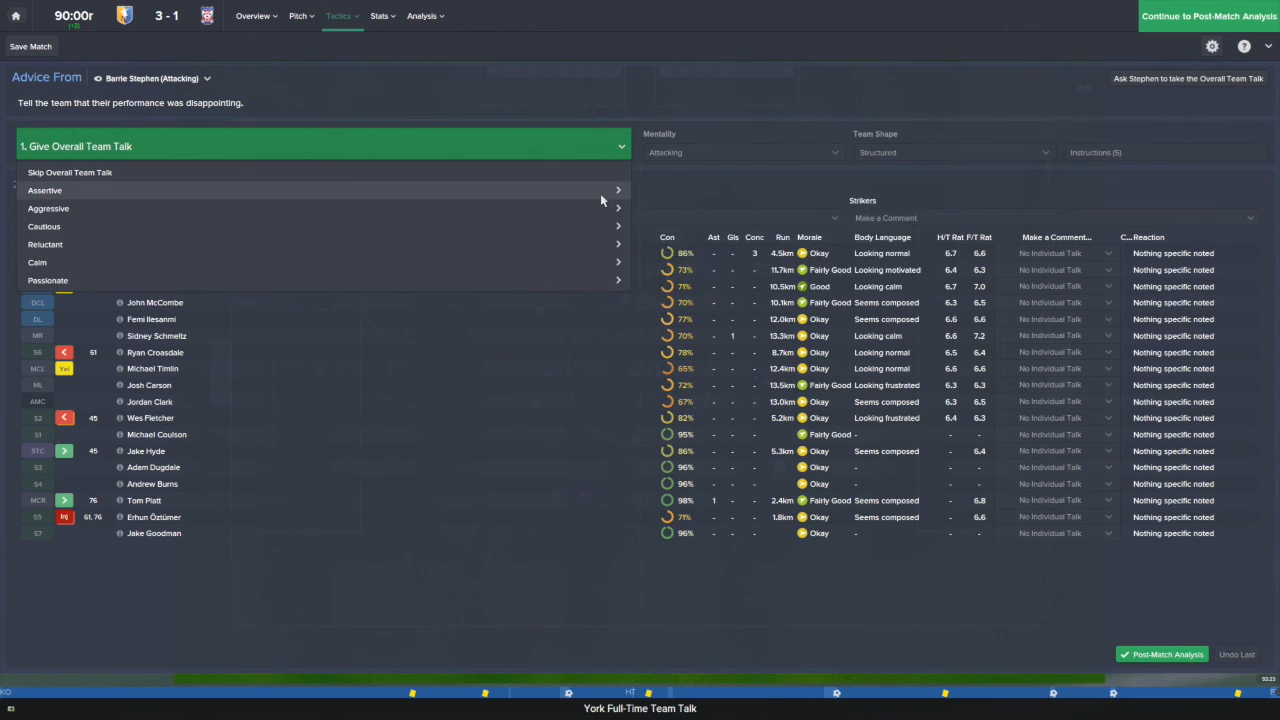 90:00r
(+3)
3 - 1
Overview
Pitch
Tactics
Stats
Analysis
Continue to Post-Match Analysis
Save Match
Advice From
Barrie Stephen (Attacking)
Ask Stephen to take the Overall Team Talk
Tell the team that their performance was disappointing.
1. Give Overall Team Talk
Mentality
Attacking
Team Shape
Structured
Instructions (5)
Skip Overall Team Talk
Assertive
Aggressive
Cautious
Reluctant
Calm
Passionate
Strikers
Make a Comment
Con Ast Gls Conc Run Morale Body Language H/T Rat F/T Rat Make a Comment... C... Reaction
86% - - 3 4.5km Okay Looking normal 6.7 6.6 No Individual Talk Nothing specific noted
73% - - - 11.7km Fairly Good Looking motivated 6.4 6.3 No Individual Talk Nothing specific noted
71% - - - 10.5km Good Looking calm 6.7 7.0 No Individual Talk Nothing specific noted
DCL John McCombe 70% - - - 10.1km Fairly Good Seems composed 6.3 6.5 No Individual Talk Nothing specific noted
DL Femi Ilesanmi 77% - - - 12.0km Okay Seems composed 6.6 6.6 No Individual Talk Nothing specific noted
MR Sidney Schmeltz 70% - 1 - 13.3km Okay Looking calm 6.6 7.2 No Individual Talk Nothing specific noted
S6 61 Ryan Croasdale 78% - - - 8.7km Okay Looking normal 6.5 6.4 No Individual Talk Nothing specific noted
MCL Yel Michael Timlin 65% - - - 12.4km Okay Looking normal 6.6 6.6 No Individual Talk Nothing specific noted
ML Josh Carson 72% - - - 13.5km Fairly Good Looking frustrated 6.3 6.3 No Individual Talk Nothing specific noted
AMC Jordan Clark 67% - - - 13.0km Okay Seems composed 6.3 6.5 No Individual Talk Nothing specific noted
S2 45 Wes Fletcher 82% - - - 5.2km Okay Looking frustrated 6.4 6.3 No Individual Talk Nothing specific noted
S1 Michael Coulson 95% - - - Fairly Good - - - No Individual Talk Nothing specific noted
STC 45 Jake Hyde 86% - - - 5.3km Okay Seems composed - 6.4 No Individual Talk Nothing specific noted
S3 Adam Dugdale 96% - - - Okay - - - No Individual Talk Nothing specific noted
S4 Andrew Burns 96% - - - Okay - - - No Individual Talk Nothing specific noted
MCR 76 Tom Platt 98% 1 - - 2.4km Fairly Good Seems composed - 6.8 No Individual Talk Nothing specific noted
S5 Inj 61, 76 Erhun Öztümer 71% - - - 1.8km Okay Seems composed - 6.6 No Individual Talk Nothing specific noted
S7 Jake Goodman 96% - - - Okay - - - No Individual Talk Nothing specific noted
Post-Match Analysis
Undo Last
93:23
KO
HT
York Full-Time Team Talk